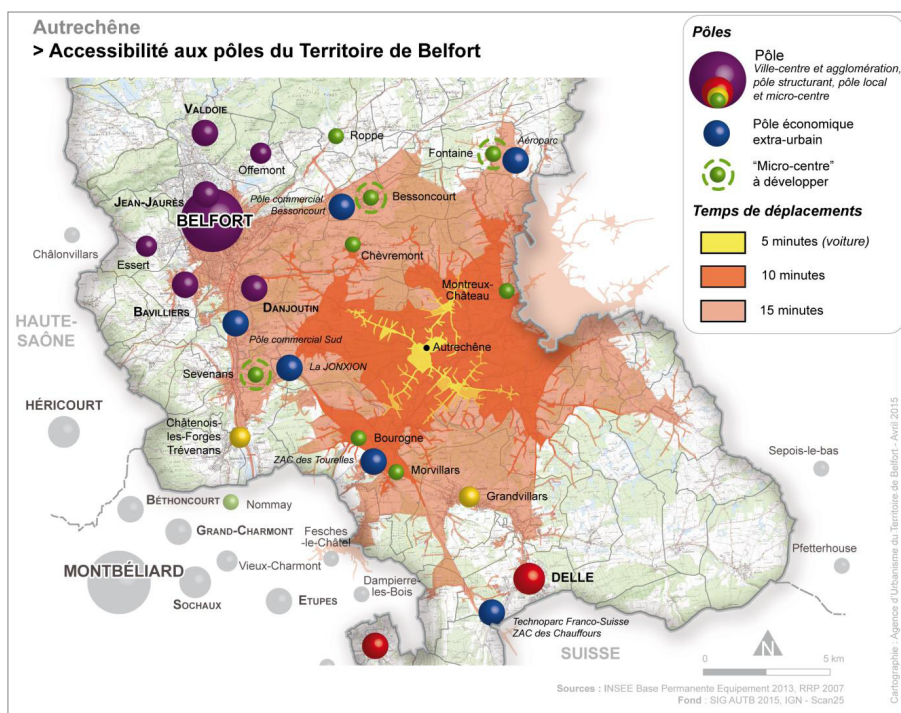 Autrechêne
> Accessibilité aux pôles du Territoire de Belfort
Pôles
Pôle
Ville-centre et agglomération,
pôle structurant, pôle local
et micro-centre
Pôle économique
extra-urbain
"Micro-centre"
à développer
Temps de déplacements
5 minutes (voiture)
10 minutes
15 minutes
VALDOIE
Roppe
Offemont
Fontaine
Aéroparc
JEAN-JAURÈS
BELFORT
Pôle commercial
Bessoncourt
Bessoncourt
Châlonvillars
Essert
Chèvremont
Montreux-
Château
BAVILLIERS
DANJOUTIN
HAUTE-
SAÔNE
Pôle commercial Sud
Autrechêne
Sevenans
La JONXION
HÉRICOURT
Châtenois-
les-Forges
Trévenans
Bourogne
ZAC des Tourelles
Morvillars
Grandvillars
Sepois-le-bas
BÉTHONCOURT
Nommay
GRAND-CHARMONT
Fesches
-le-Châtel
Vieux-Charmont
MONTBÉLIARD
SOCHAUX
ETUPES
Dampierre-
les-Bois
DELLE
Pfetterhouse
Technoparc Franco-Suisse
ZAC des Chauffours
SUISSE
N
0
5 km
Sources : INSEE Base Permanente Equipement 2013, RRP 2007
Fond : SIG AUTB 2015, IGN - Scan25
Cartographie : Agence d'Urbanisme du Territoire de Belfort - Avril 2015